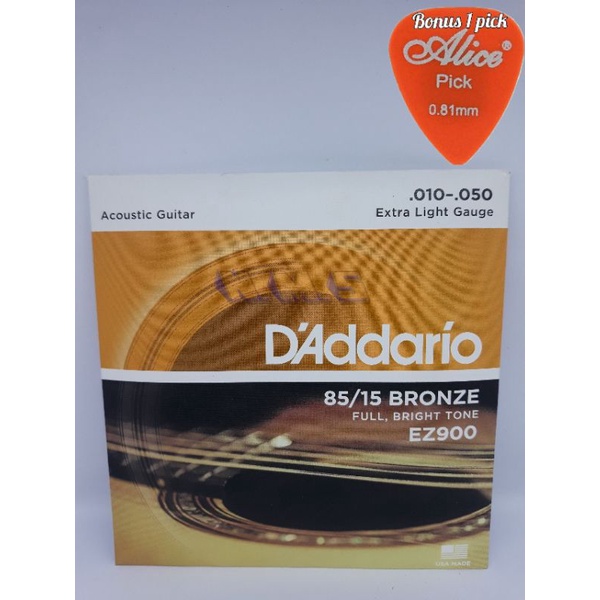 Bonus 1 pick
Alice®
Pick
0.81mm
.010-.050
Acoustic Guitar
Extra Light Gauge
D'Addario
85/15 BRONZE
FULL, BRIGHT TONE
EZ900
USA MADE